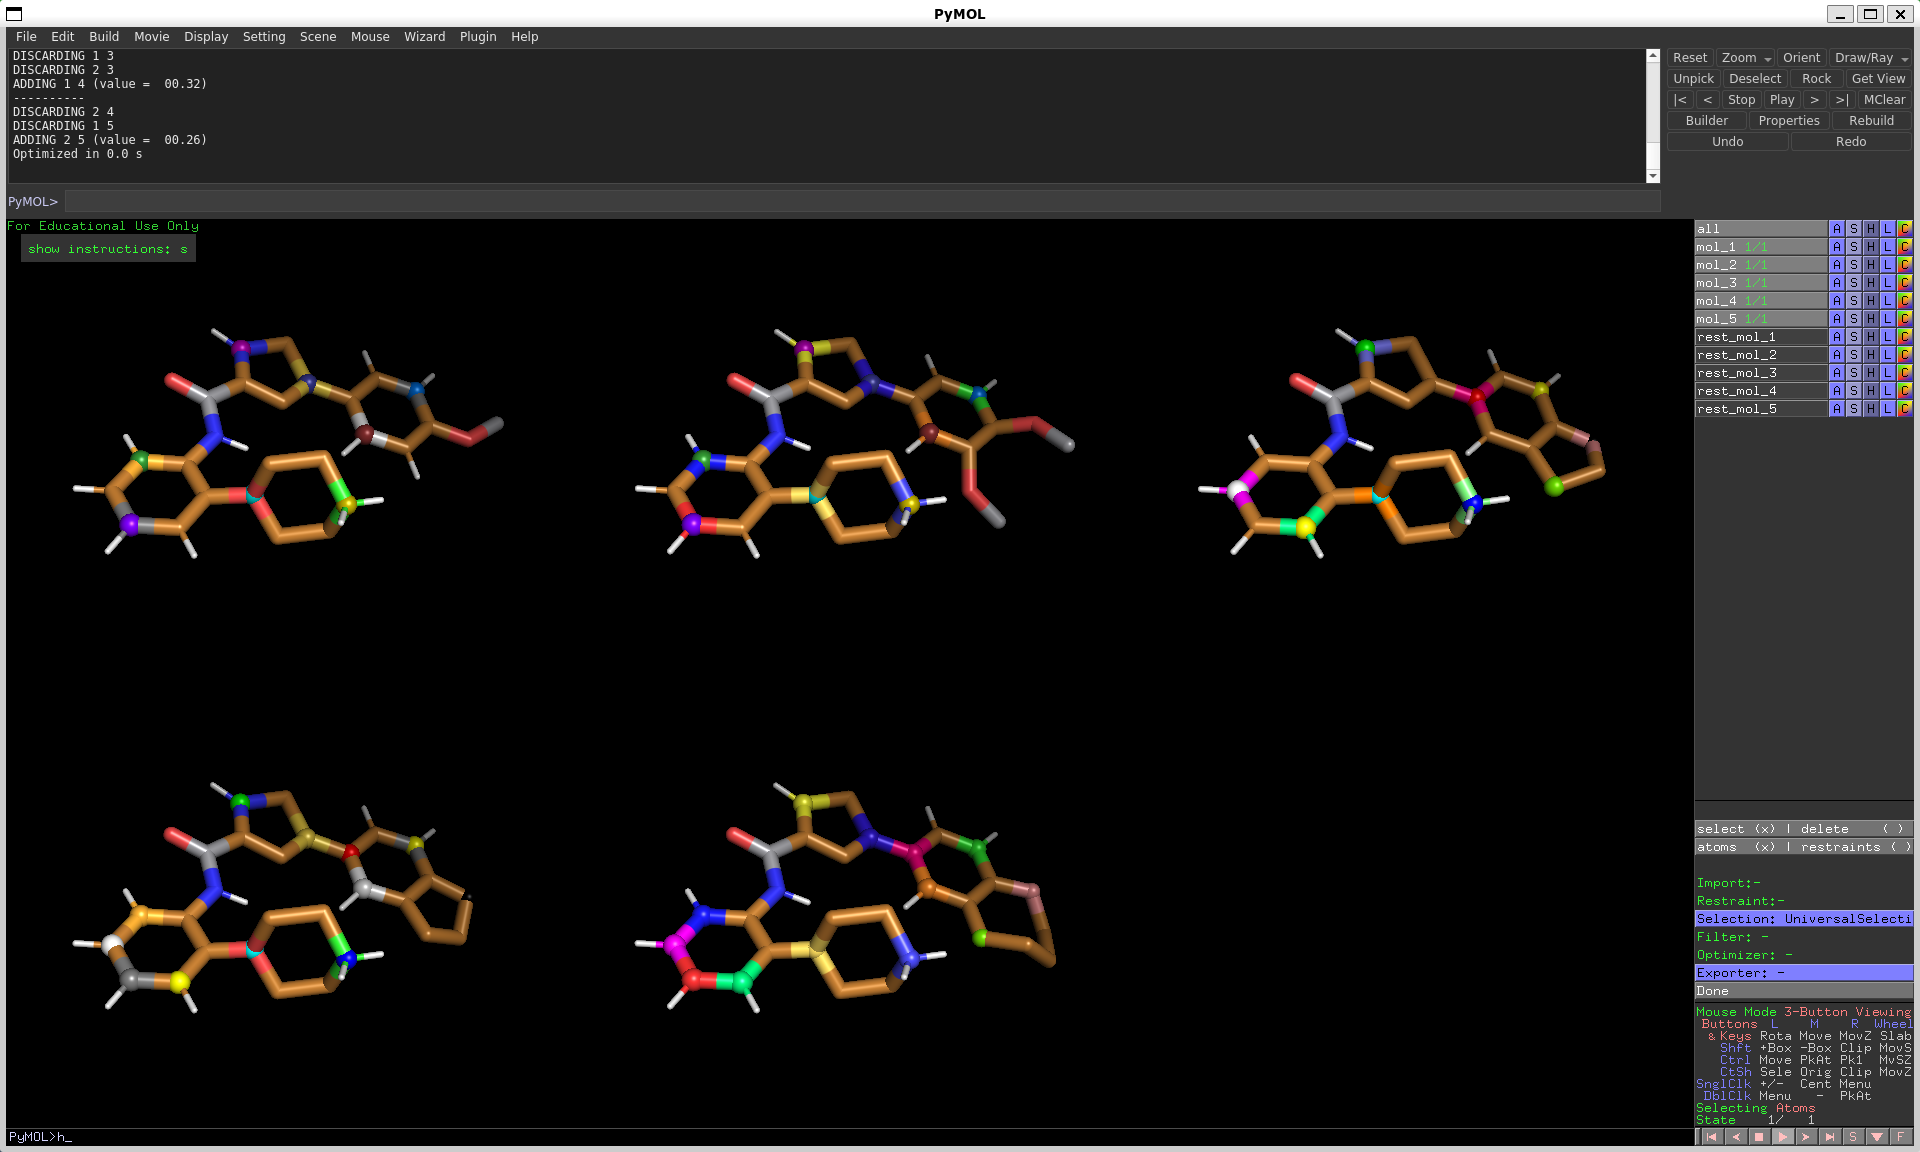 PyMOL
File Edit Build Movie Display Setting Scene Mouse Wizard Plugin Help
DISCARDING 1 3
DISCARDING 2 3
ADDING 1 4 (value =  00.32)
----------
DISCARDING 2 4
DISCARDING 1 5
ADDING 2 5 (value =  00.26)
Optimized in 0.0 s
PyMOL>
Reset Zoom Orient Draw/Ray
Unpick Deselect Rock Get View
|< < Stop Play > >| MClear
Builder Properties Rebuild
Undo Redo
For Educational Use Only
show instructions: s
all A S H L C
mol_1 1/1 A S H L C
mol_2 1/1 A S H L C
mol_3 1/1 A S H L C
mol_4 1/1 A S H L C
mol_5 1/1 A S H L C
rest_mol_1 A S H L C
rest_mol_2 A S H L C
rest_mol_3 A S H L C
rest_mol_4 A S H L C
rest_mol_5 A S H L C
select (x) | delete ( )
atoms (x) | restraints ( )
Import:-
Restraint:-
Selection: UniversalSelecti
Filter: -
Optimizer: -
Exporter: -
Done
Mouse Mode 3-Button Viewing
Buttons L M R Wheel
& Keys Rota Move MovZ Slab
Shft +Box -Box Clip MovS
Ctrl Move PkAt Pk1 MvSZ
CtSh Sele Orig Clip MovZ
SnglClk +/- Cent Menu
DblClk Menu - PkAt
Selecting Atoms
State 1/ 1
PyMOL>h_
S F